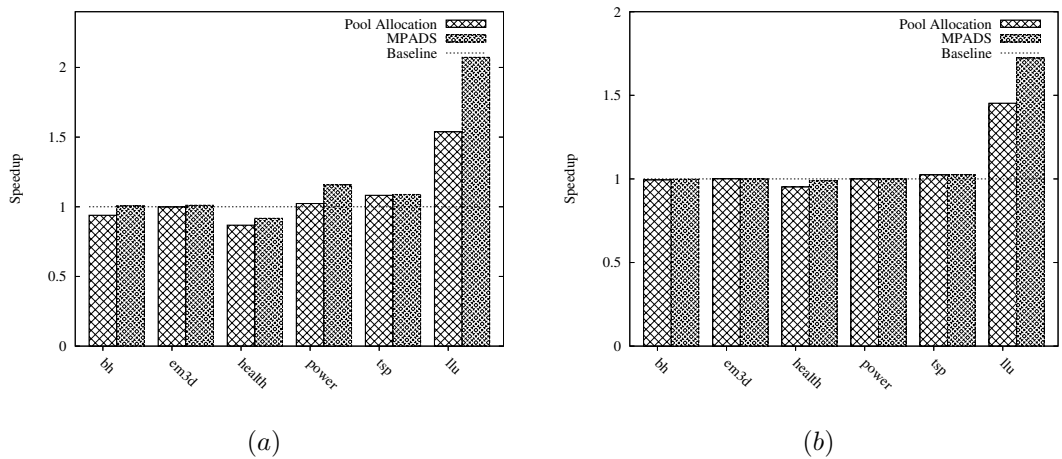 Pool Allocation
MPADS
Baseline
Speedup
2
1.5
1
0.5
0
bh
em3d
health
power
tsp
llu
(a)
Pool Allocation
MPADS
Baseline
Speedup
2
1.5
1
0.5
0
bh
em3d
health
power
tsp
llu
(b)